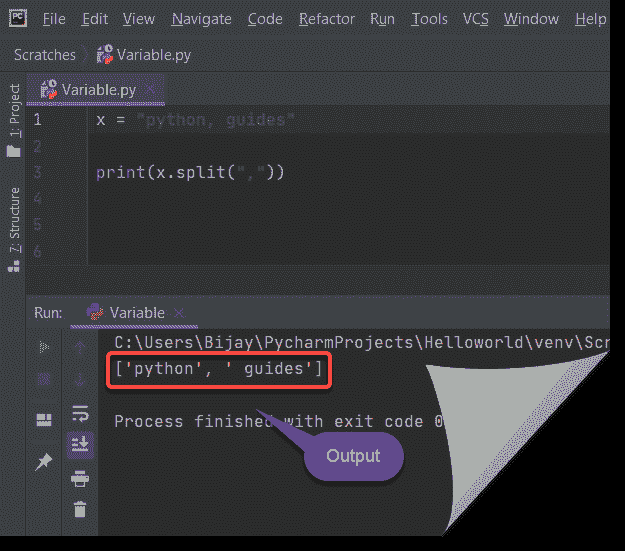 PC File Edit View Navigate Code Refactor Run Tools VCS Window Help
Scratches Variable.py
Variable.py
1: Project
7: Structure
1 x = "python, guides"
2
3 print(x.split(","))
4
5
6
Run: Variable
C:\Users\Bijay\PycharmProjects\Helloworld\venv\Scr
['python', ' guides']
Process finished with exit code 0
Output